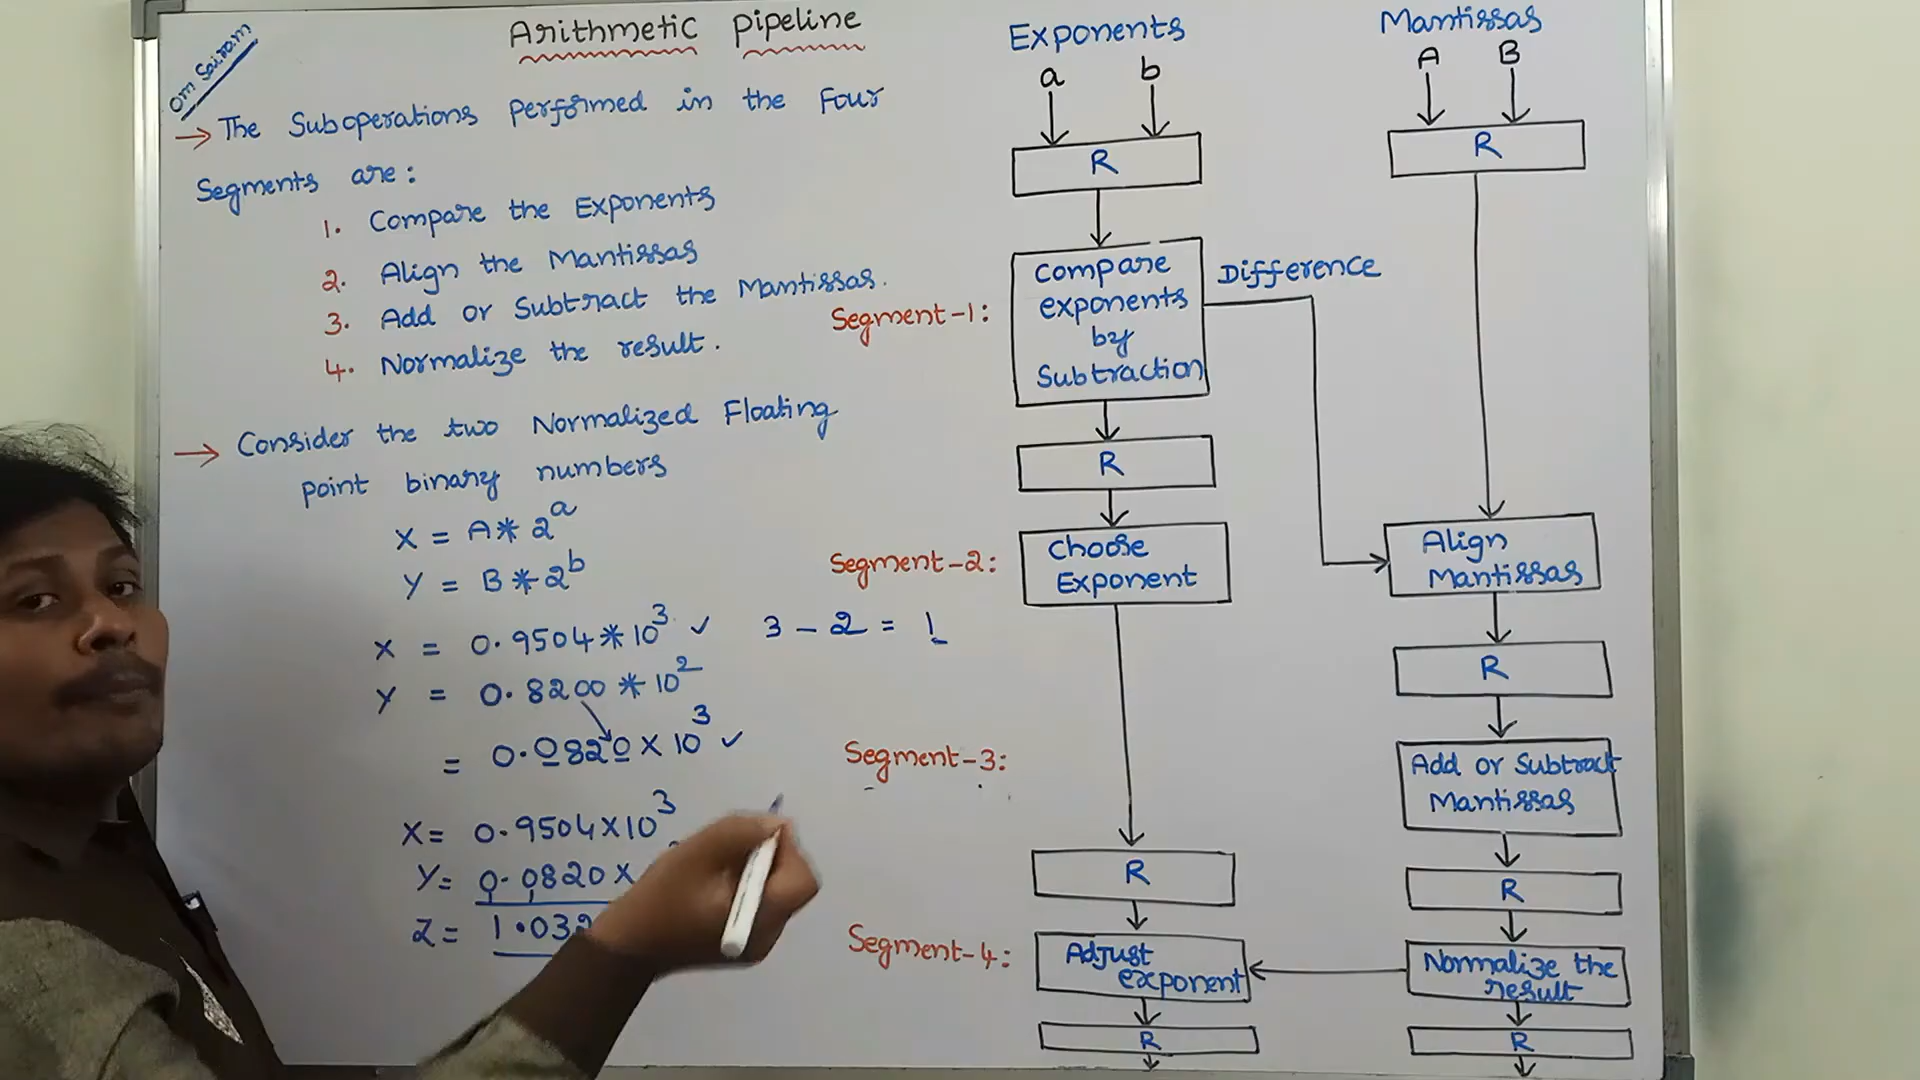 Om Sairam
Arithmetic Pipeline
→ The Suboperations performed in the Four
Segments are:
1. Compare the Exponents
2. Align the Mantissas
3. Add or Subtract the Mantissas.
4. Normalize the result.
→ Consider the two Normalized Floating
point binary numbers
X = A * 2^a
Y = B * 2^b
X = 0.9504 * 10^3 ✓ 3 - 2 = 1
Y = 0.8200 * 10^2
= 0.0820 × 10^3 ✓
X = 0.9504 × 10^3
Y = 0.0820 ×
Z = 1.032
Exponents
a b
R
Segment-1:
Compare
exponents
by
Subtraction
Difference
R
Segment-2:
Choose
Exponent
Segment-3:
R
Segment-4:
Adjust
exponent
R
Mantissas
A B
R
Align
Mantissas
R
Add or Subtract
Mantissas
R
Normalize the
result
R